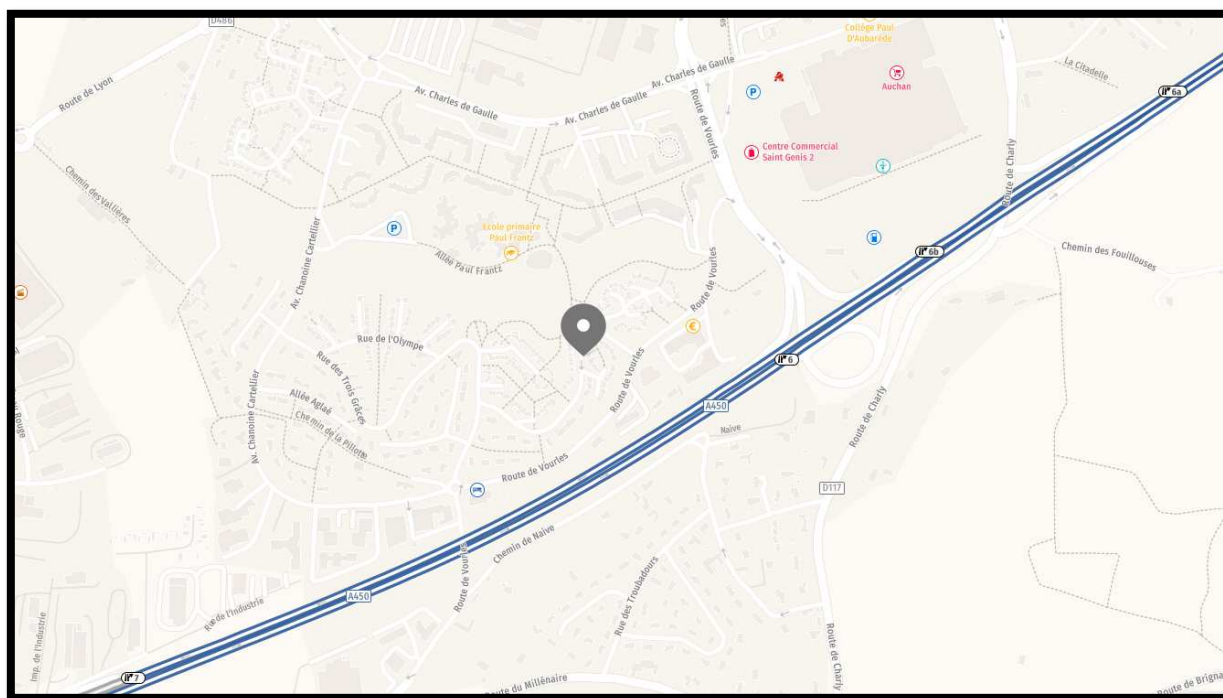 D486
Collège Paul
D'Aubarède
La Citadelle
Route de Lyon
Av. Charles de Gaulle
Av. Charles de Gaulle
Av. Charles de Gaulle
Auchan
P
6a
Route de Vourles
Centre Commercial
Saint Genis 2
Route de Charly
Chemin des Vallières
P
École primaire
Paul Frantz
Allée Paul Frantz
Av. Chanoine Cartellier
Route de Vourles
6b
Chemin des Fouillouses
€
Rue de l'Olympe
Rue des Trois Grâces
Route de Vourles
6
Allée Aglaé
Chemin de la Pillote
Av. Chanoine Cartellier
A450
Naive
Route de Charly
Rouge
Route de Vourles
D117
Chemin de Naive
Route de Vourles
Rue des Troubadours
A450
Rue de l'Industrie
Imp. de l'Industrie
Route de Charly
7
Route du Millénaire
Route de Brigna